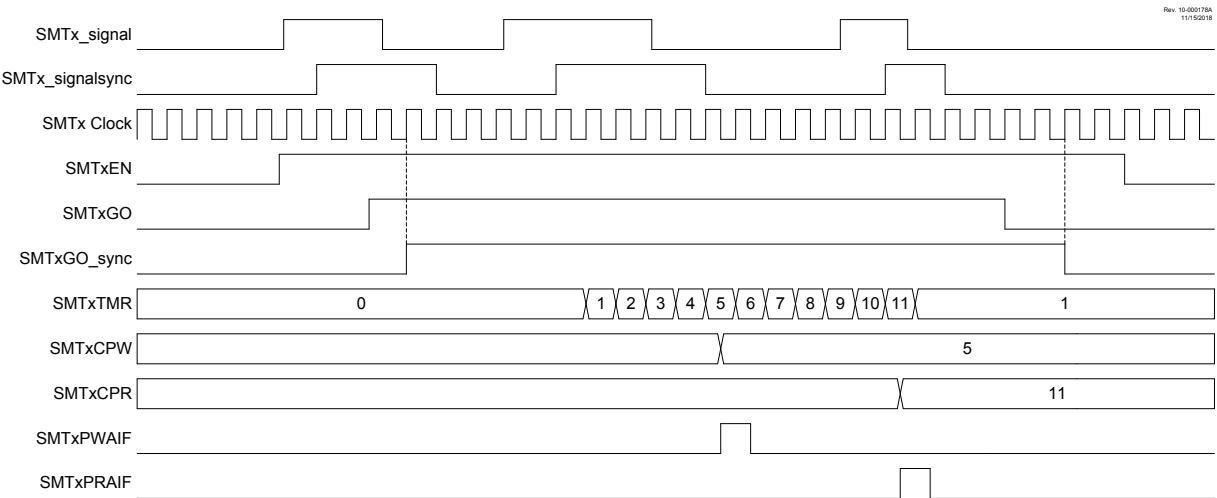 Rev. 10-000178A
11/15/2018
SMTx_signal
SMTx_signalsync
SMTx Clock
SMTxEN
SMTxGO
SMTxGO_sync
SMTxTMR 0 1 2 3 4 5 6 7 8 9 10 11 1
SMTxCPW 5
SMTxCPR 11
SMTxPWAIF
SMTxPRAIF